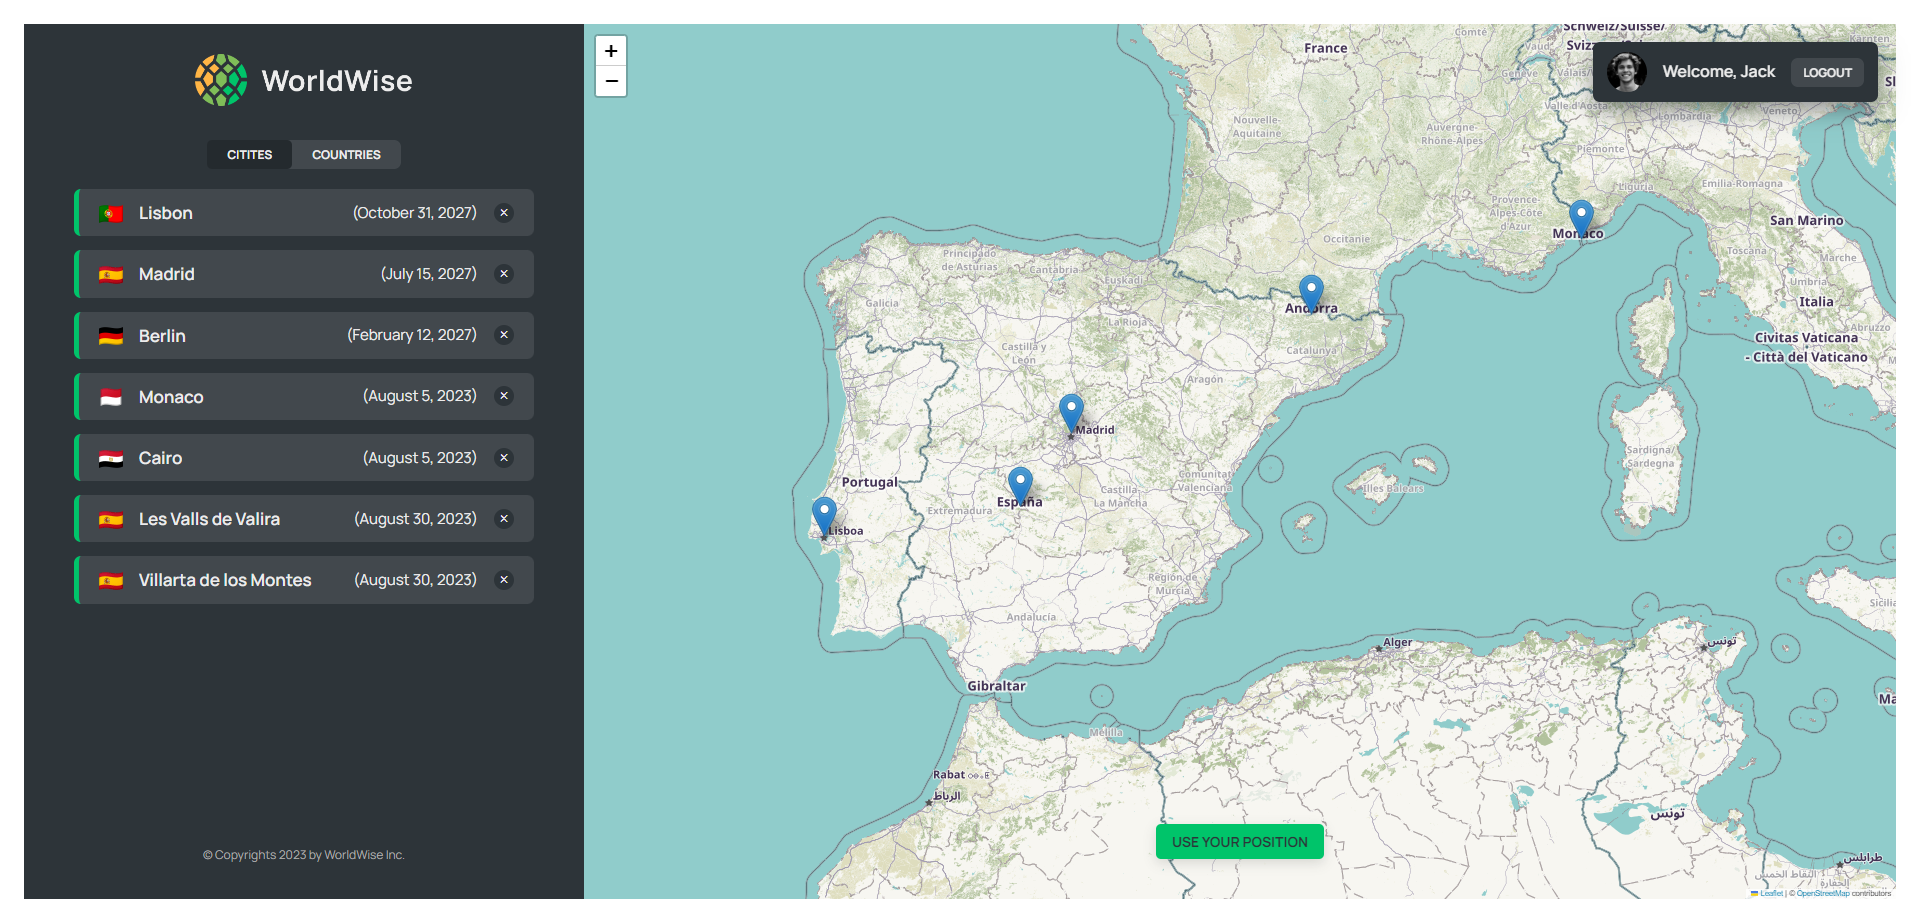 WorldWise
CITITES
COUNTRIES
Lisbon (October 31, 2027) ×
Madrid (July 15, 2027) ×
Berlin (February 12, 2027) ×
Monaco (August 5, 2023) ×
Cairo (August 5, 2023) ×
Les Valls de Valira (August 30, 2023) ×
Villarta de los Montes (August 30, 2023) ×
© Copyrights 2023 by WorldWise Inc.
+
−
Welcome, Jack
LOGOUT
Schweiz/Suisse/
France
Comté
Vaud
Genève
Valle d'Aosta
Kärnten
Lombardia
Veneto
Nouvelle-
Aquitaine
Auvergne-
Rhône-Alpes
Piemonte
Liguria
Emilia-Romagna
Provence-
Alpes-Côte
d'Azur
San Marino
Monaco
Occitanie
Toscana
Marche
Umbria
Italia
Abruzzo
Civitas Vaticana
- Città del Vaticano
Principado
de Asturias
Cantabria
Euskadi
Galicia
La Rioja
Andorra
Castilla y
León
Catalunya
Aragón
Madrid
Sardigna/
Sardegna
Portugal
España
Extremadura
Castilla-
La Mancha
Comunitat
Valenciana
Illes Balears
Lisboa
Región de
Murcia
Andalucía
Gibraltar
Melilla
Alger
تونس
Rabat
الرباط
تونس
طرابلس
النقاط الخمس
الجفارة
USE YOUR POSITION
Leaflet | © OpenStreetMap contributors